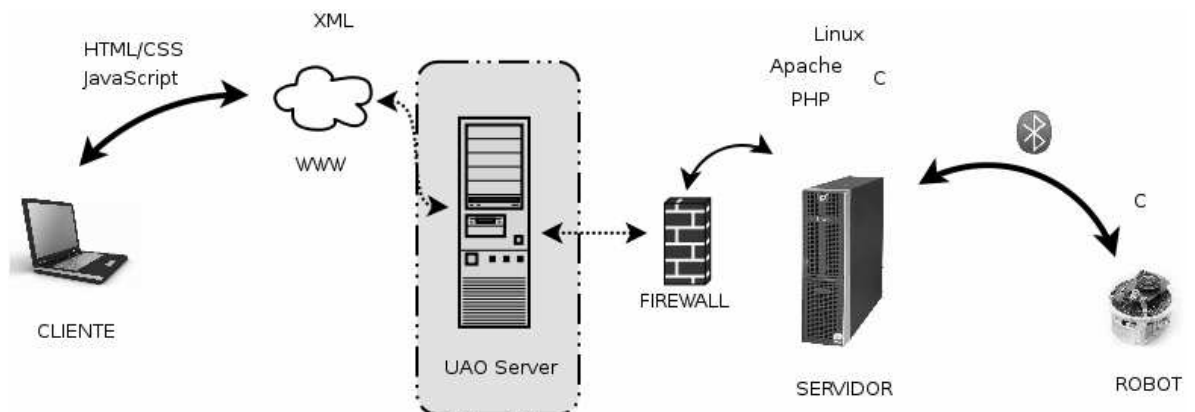 XML
HTML/CSS
JavaScript
WWW
CLIENTE
UAO Server
FIREWALL
Linux
Apache
C
PHP
SERVIDOR
C
ROBOT